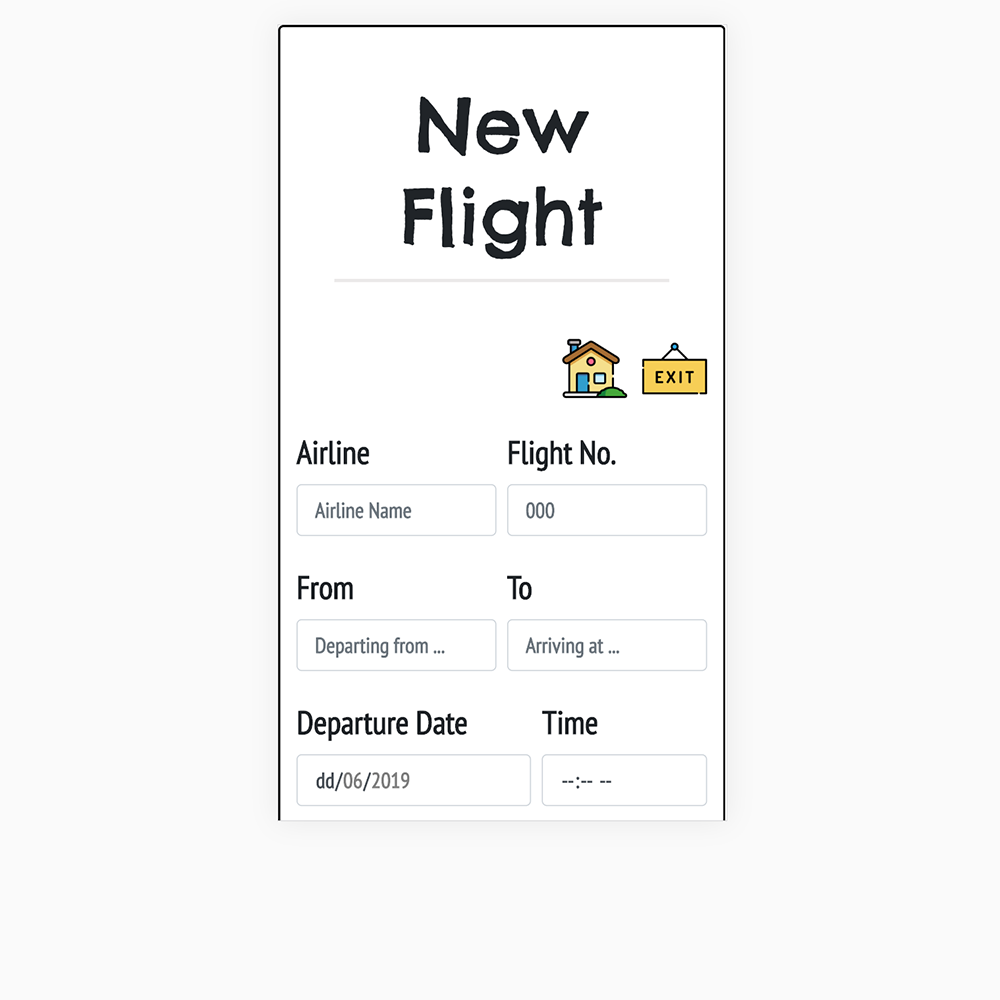 New
Flight
EXIT
Airline
Flight No.
Airline Name
000
From
To
Departing from ...
Arriving at ...
Departure Date
Time
dd/06/2019
--:-- --